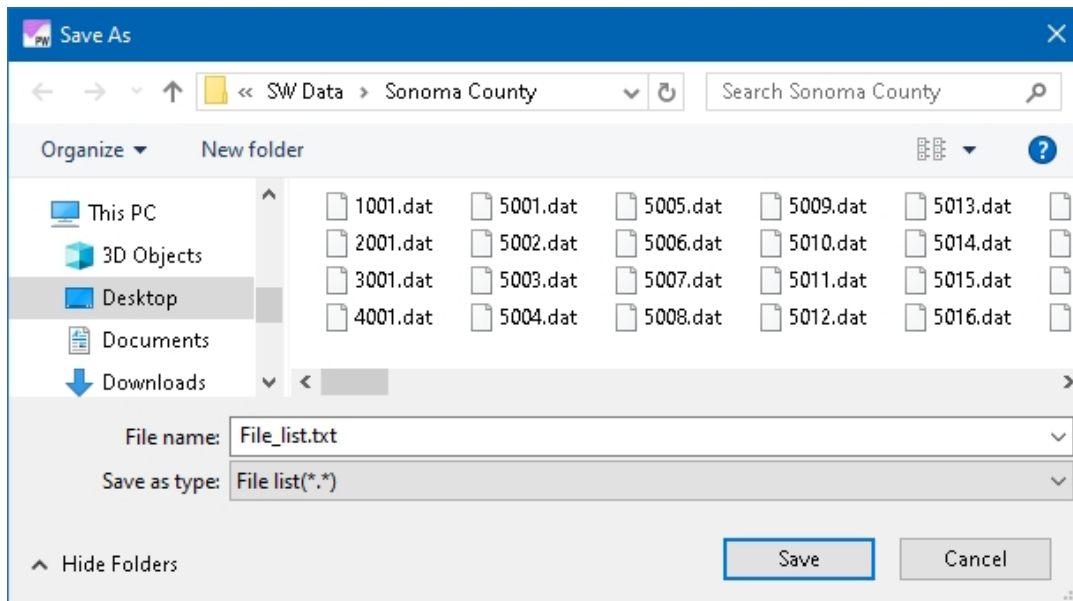 PW Save As
« SW Data › Sonoma County
Search Sonoma County
Organize
New folder
?
This PC
3D Objects
Desktop
Documents
Downloads
1001.dat 5001.dat 5005.dat 5009.dat 5013.dat
2001.dat 5002.dat 5006.dat 5010.dat 5014.dat
3001.dat 5003.dat 5007.dat 5011.dat 5015.dat
4001.dat 5004.dat 5008.dat 5012.dat 5016.dat
File name: File_list.txt
Save as type: File list(*.*)
Hide Folders
Save
Cancel